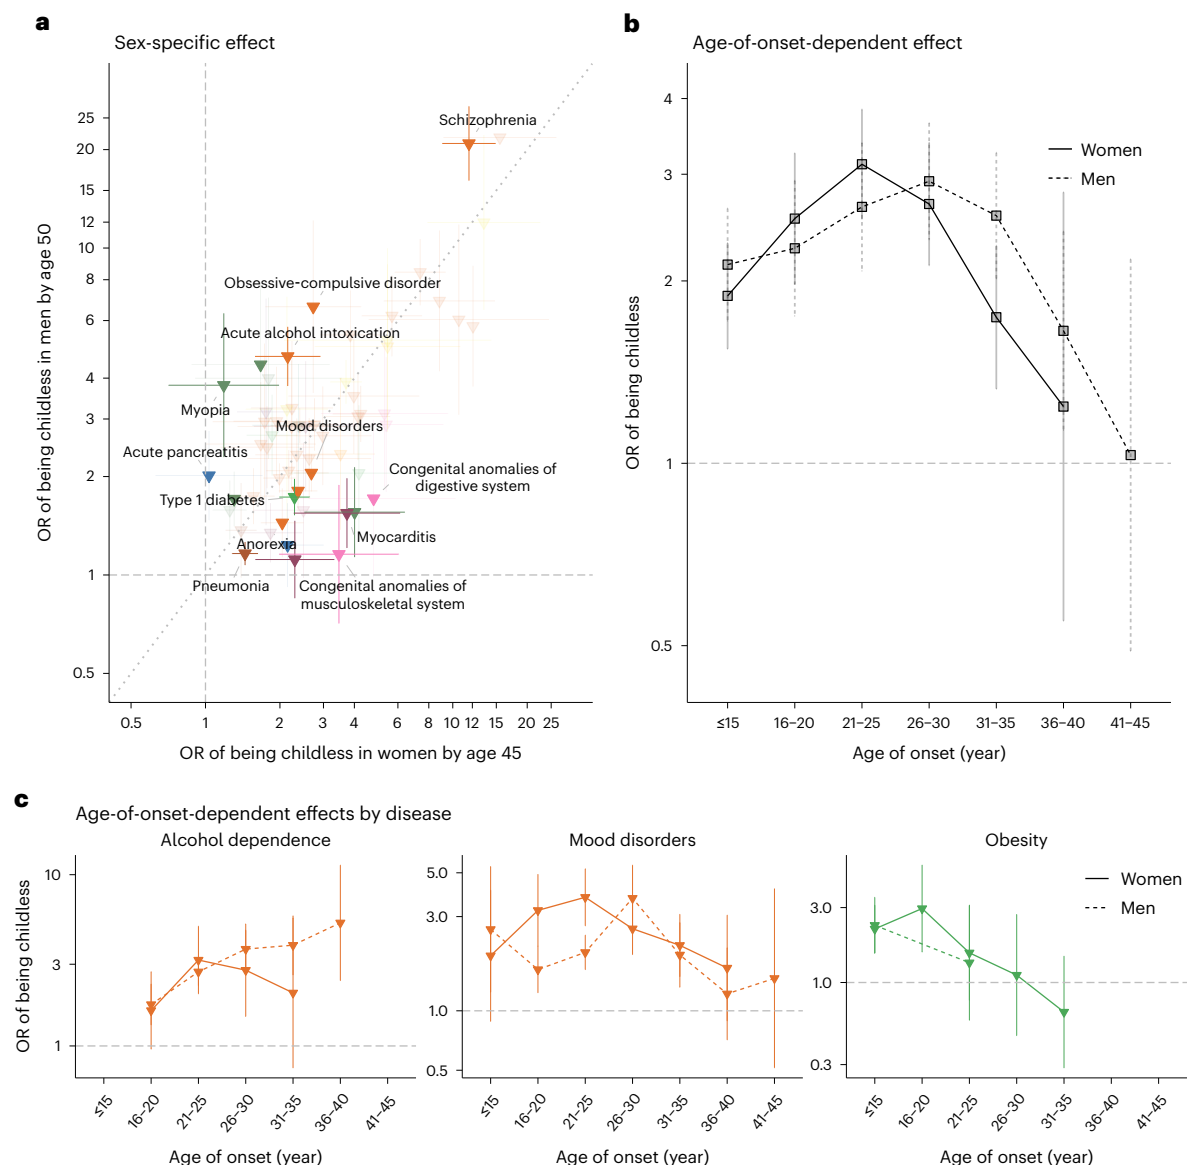 a
Sex-specific effect
OR of being childless in men by age 50
25
20
15
12
10
8
6
4
3
2
1
0.5
Schizophrenia
Obsessive-compulsive disorder
Acute alcohol intoxication
Myopia
Mood disorders
Acute pancreatitis
Congenital anomalies of
digestive system
Type 1 diabetes
Myocarditis
Anorexia
Pneumonia
Congenital anomalies of
musculoskeletal system
0.5 1 2 3 4 6 8 10 12 15 20 25
OR of being childless in women by age 45
b
Age-of-onset-dependent effect
OR of being childless
4
3
2
1
0.5
Women
Men
≤15 16–20 21–25 26–30 31–35 36–40 41–45
Age of onset (year)
c
Age-of-onset-dependent effects by disease
Alcohol dependence
OR of being childless
10
3
1
≤15 16–20 21–25 26–30 31–35 36–40 41–45
Age of onset (year)
Mood disorders
5.0
3.0
1.0
0.5
≤15 16–20 21–25 26–30 31–35 36–40 41–45
Age of onset (year)
Obesity
3.0
1.0
0.3
Women
Men
≤15 16–20 21–25 26–30 31–35 36–40 41–45
Age of onset (year)